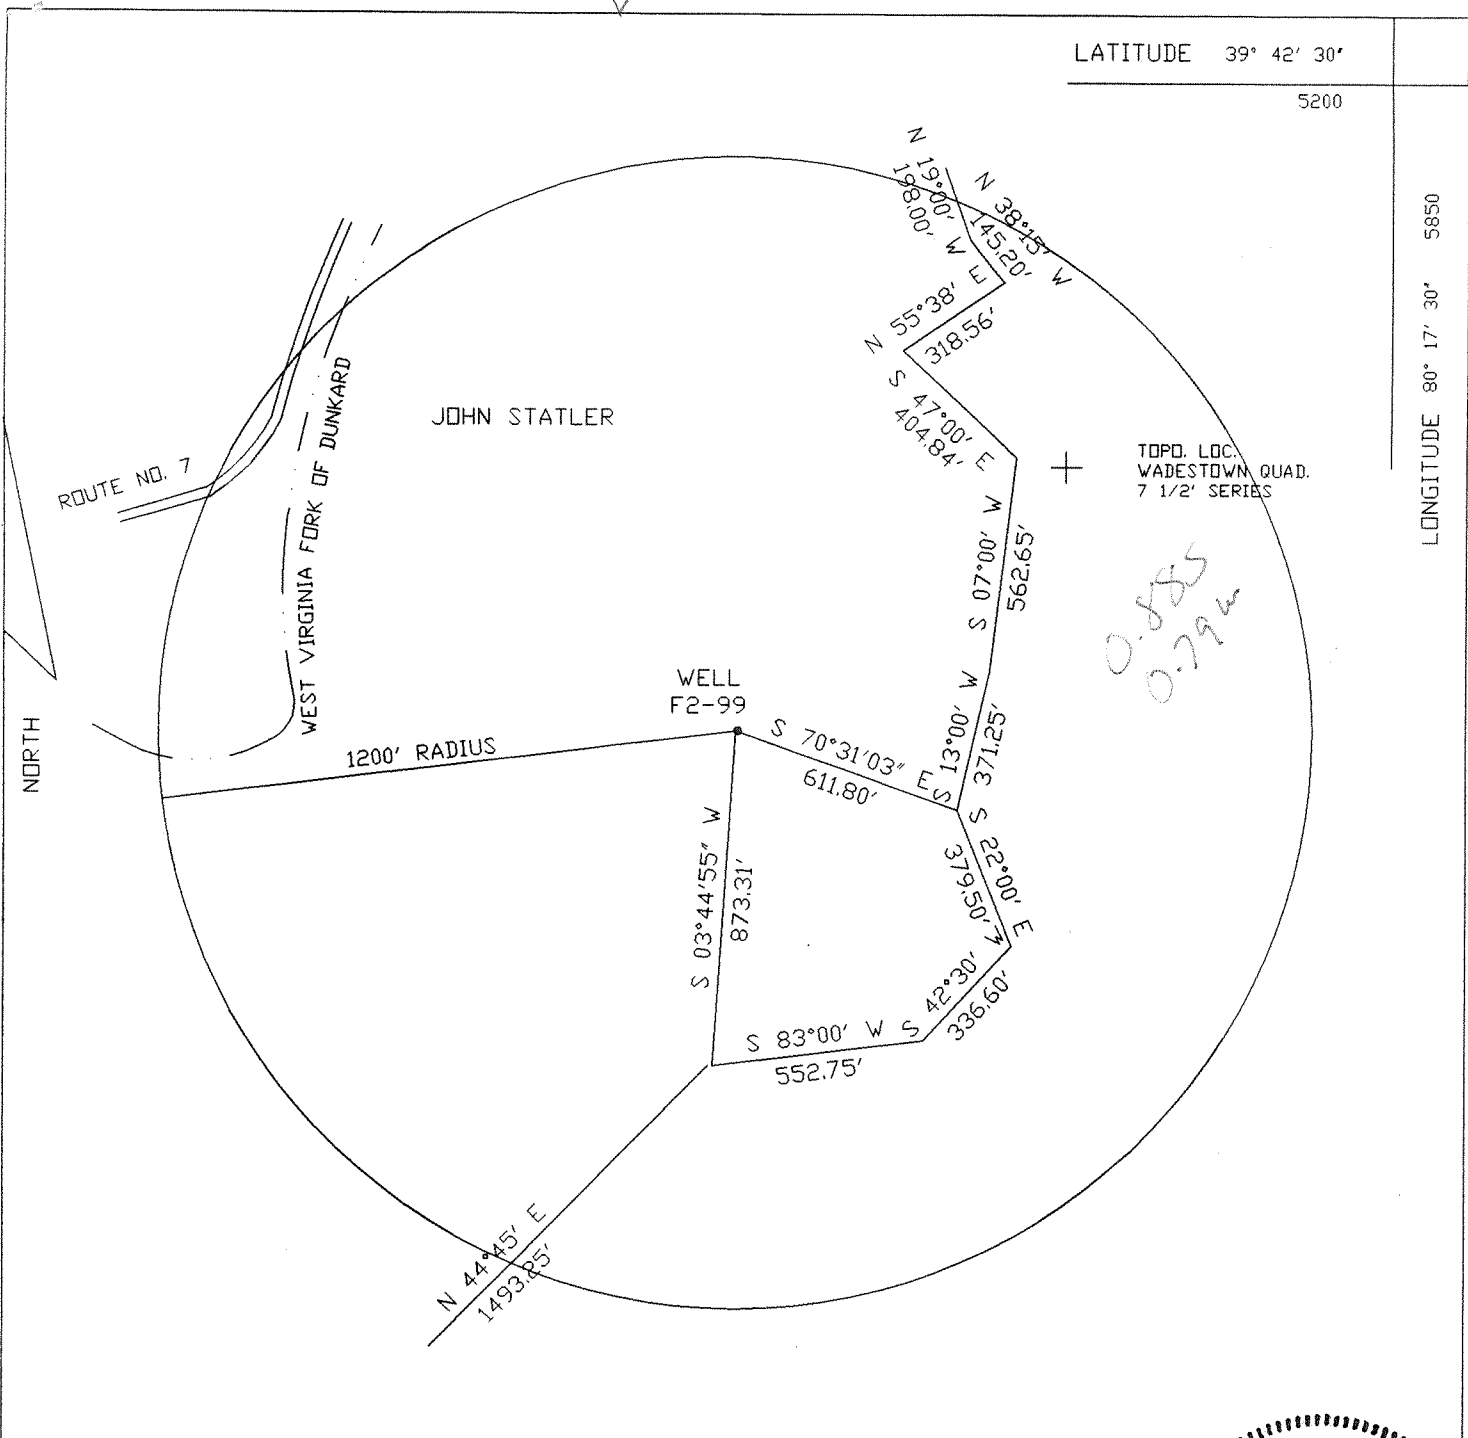 LATITUDE 39° 42' 30"
5200
LONGITUDE 80° 17' 30" 5850
N 19°00' W
198.00'
N 38°15' W
145.20'
N 55°38' E
318.56'
S 47°00' E
404.84'
JOHN STATLER
TOPO. LOC.
WADESTOWN QUAD.
7 1/2' SERIES
ROUTE NO. 7
WEST VIRGINIA FORK OF DUNKARD
S 07°00' W
562.65'
0.885
0.79 w
WELL
F2-99
NORTH
1200' RADIUS
S 70°31'03" E
611.80'
S 13°00' W
371.25'
S 22°00' E
379.50'
S 03°44'55" W
873.31'
S 42°30' W
336.60'
S 83°00' W
552.75'
N 44°45' E
1493.25'